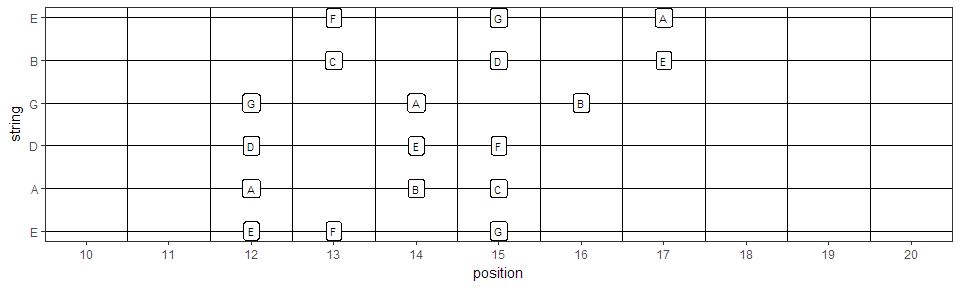 E F G A
B C D E
G G A B
D D E F
A A B C
E E F G
10 11 12 13 14 15 16 17 18 19 20
position
string